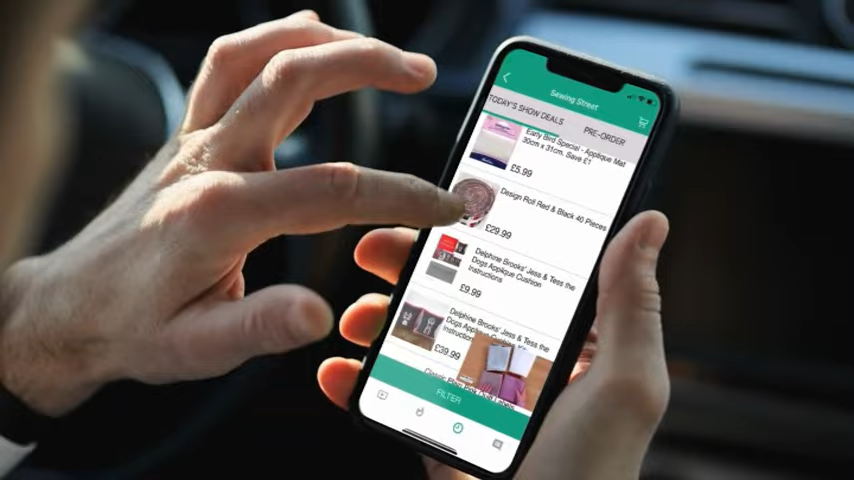 Sewing Street
TODAY'S SHOW DEALS
PRE-ORDER
Early Bird Special - Applique Mat
30cm x 31cm. Save £1
£5.99
Design Roll Red & Black 40 Pieces
£29.99
Delphine Brooks' Jess & Tess the
Dogs Applique Cushion
Instructions
£9.99
Delphine Brooks' Jess & Tess the
Dogs Applique Cushion
£39.99
Classic
FILTER